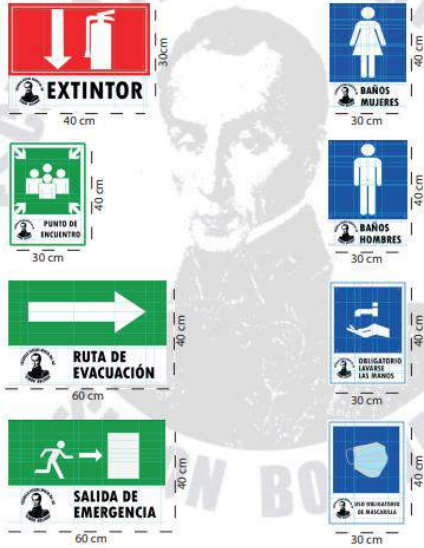 EXTINTOR
30cm
40 cm
BAÑOS
MUJERES
40 cm
30 cm
PUNTO DE
ENCUENTRO
40 cm
30 cm
BAÑOS
HOMBRES
40 cm
30 cm
RUTA DE
EVACUACIÓN
40 cm
60 cm
OBLIGATORIO
LAVARSE
LAS MANOS
40 cm
30 cm
SALIDA DE
EMERGENCIA
40 cm
60 cm
USO OBLIGATORIO
DE MASCARILLA
40 cm
30 cm